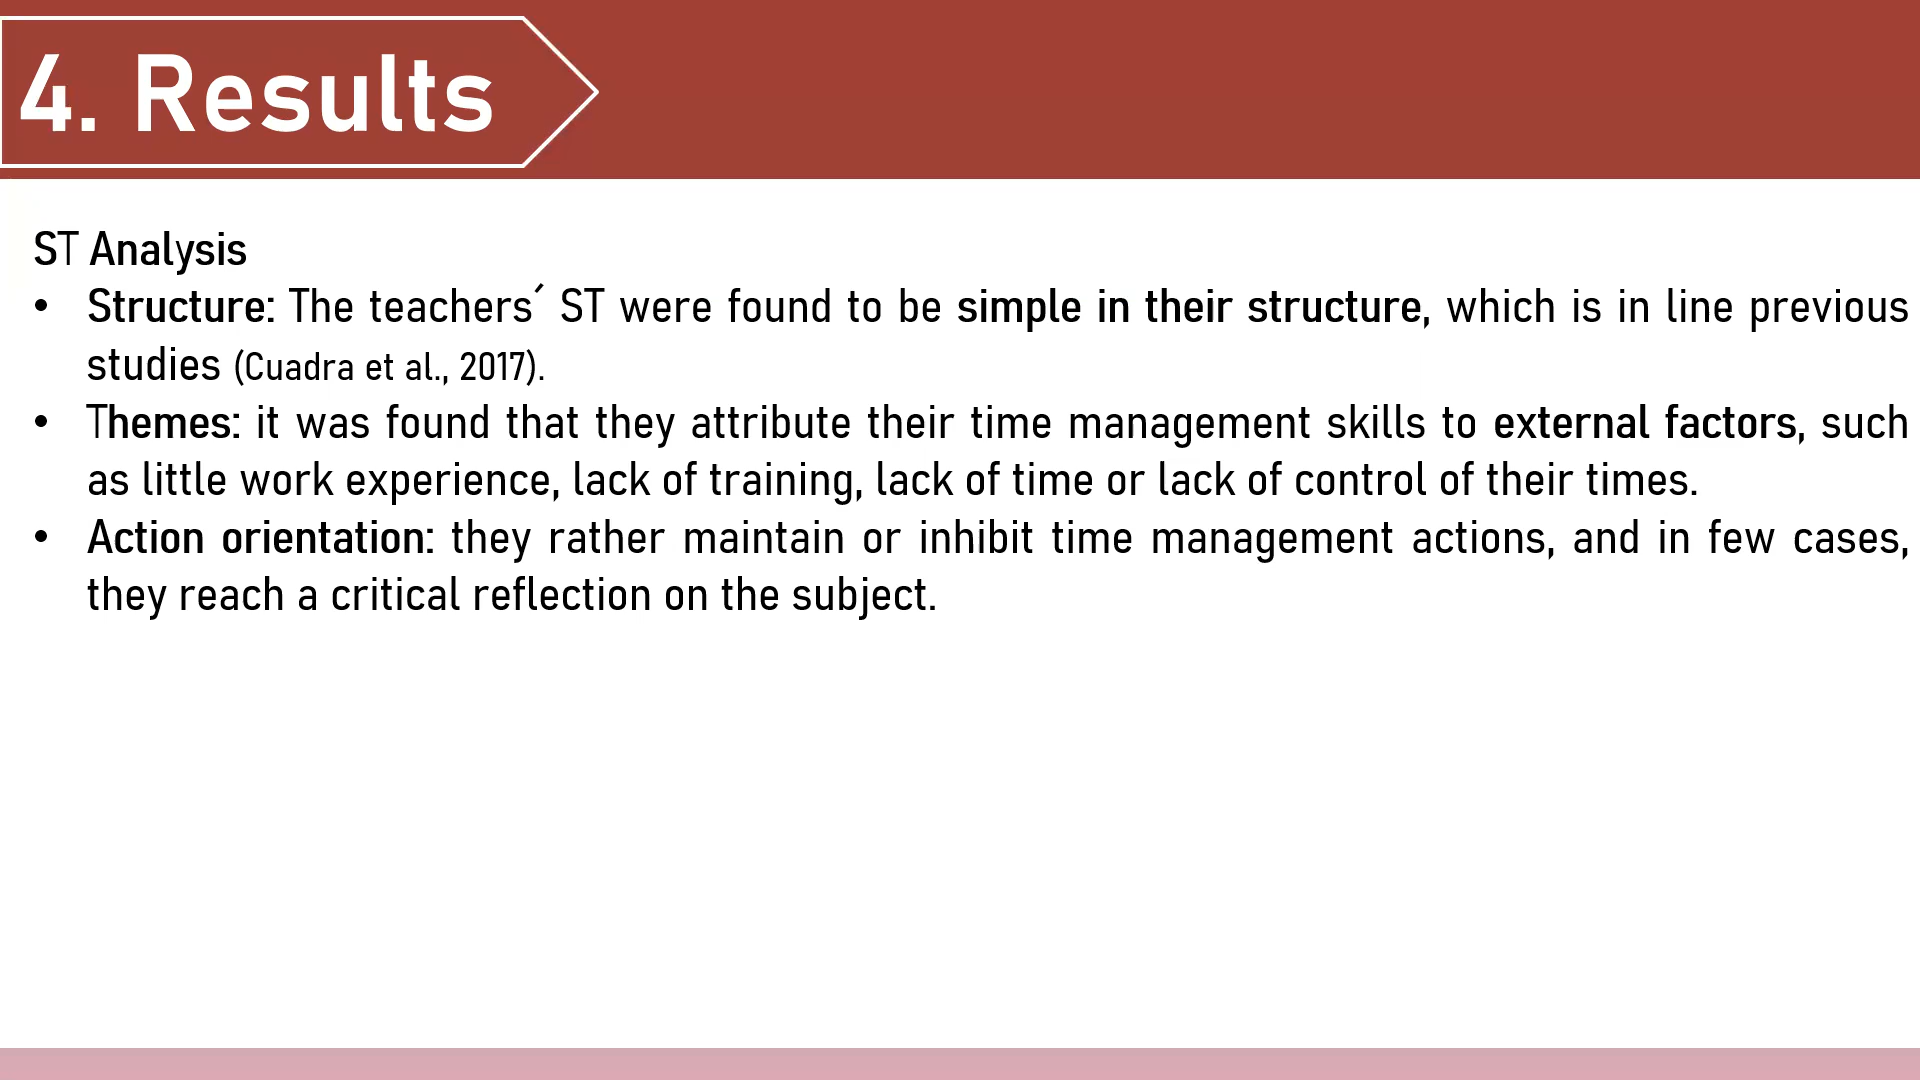 4. Results
ST Analysis
• Structure: The teachers´ ST were found to be simple in their structure, which is in line previous
studies (Cuadra et al., 2017).
• Themes: it was found that they attribute their time management skills to external factors, such
as little work experience, lack of training, lack of time or lack of control of their times.
• Action orientation: they rather maintain or inhibit time management actions, and in few cases,
they reach a critical reflection on the subject.